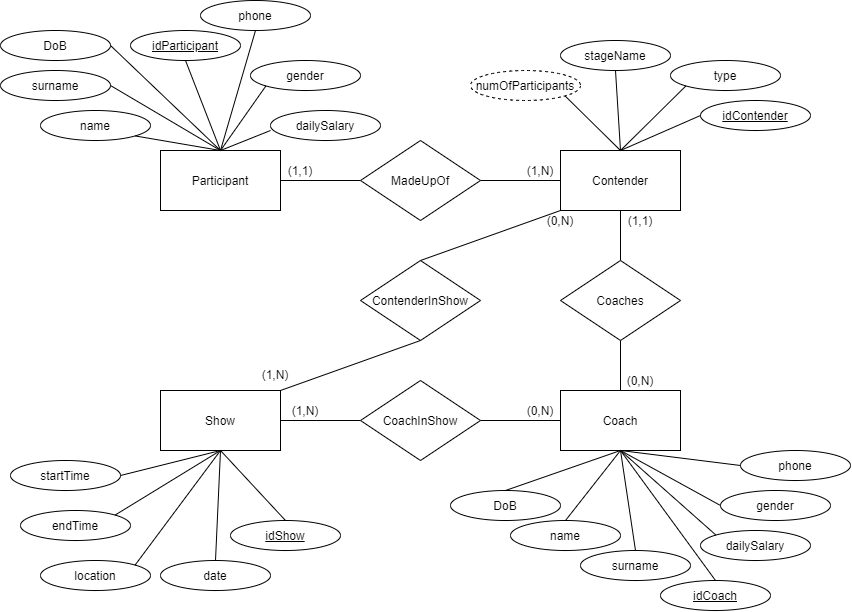 phone
DoB
idParticipant
stageName
surname
gender
numOfParticipants
type
name
dailySalary
idContender
Participant
(1,1)
MadeUpOf
(1,N)
Contender
(0,N)
(1,1)
ContenderInShow
Coaches
(1,N)
(0,N)
Show
(1,N)
CoachInShow
(0,N)
Coach
startTime
phone
DoB
gender
endTime
idShow
name
dailySalary
location
date
surname
idCoach